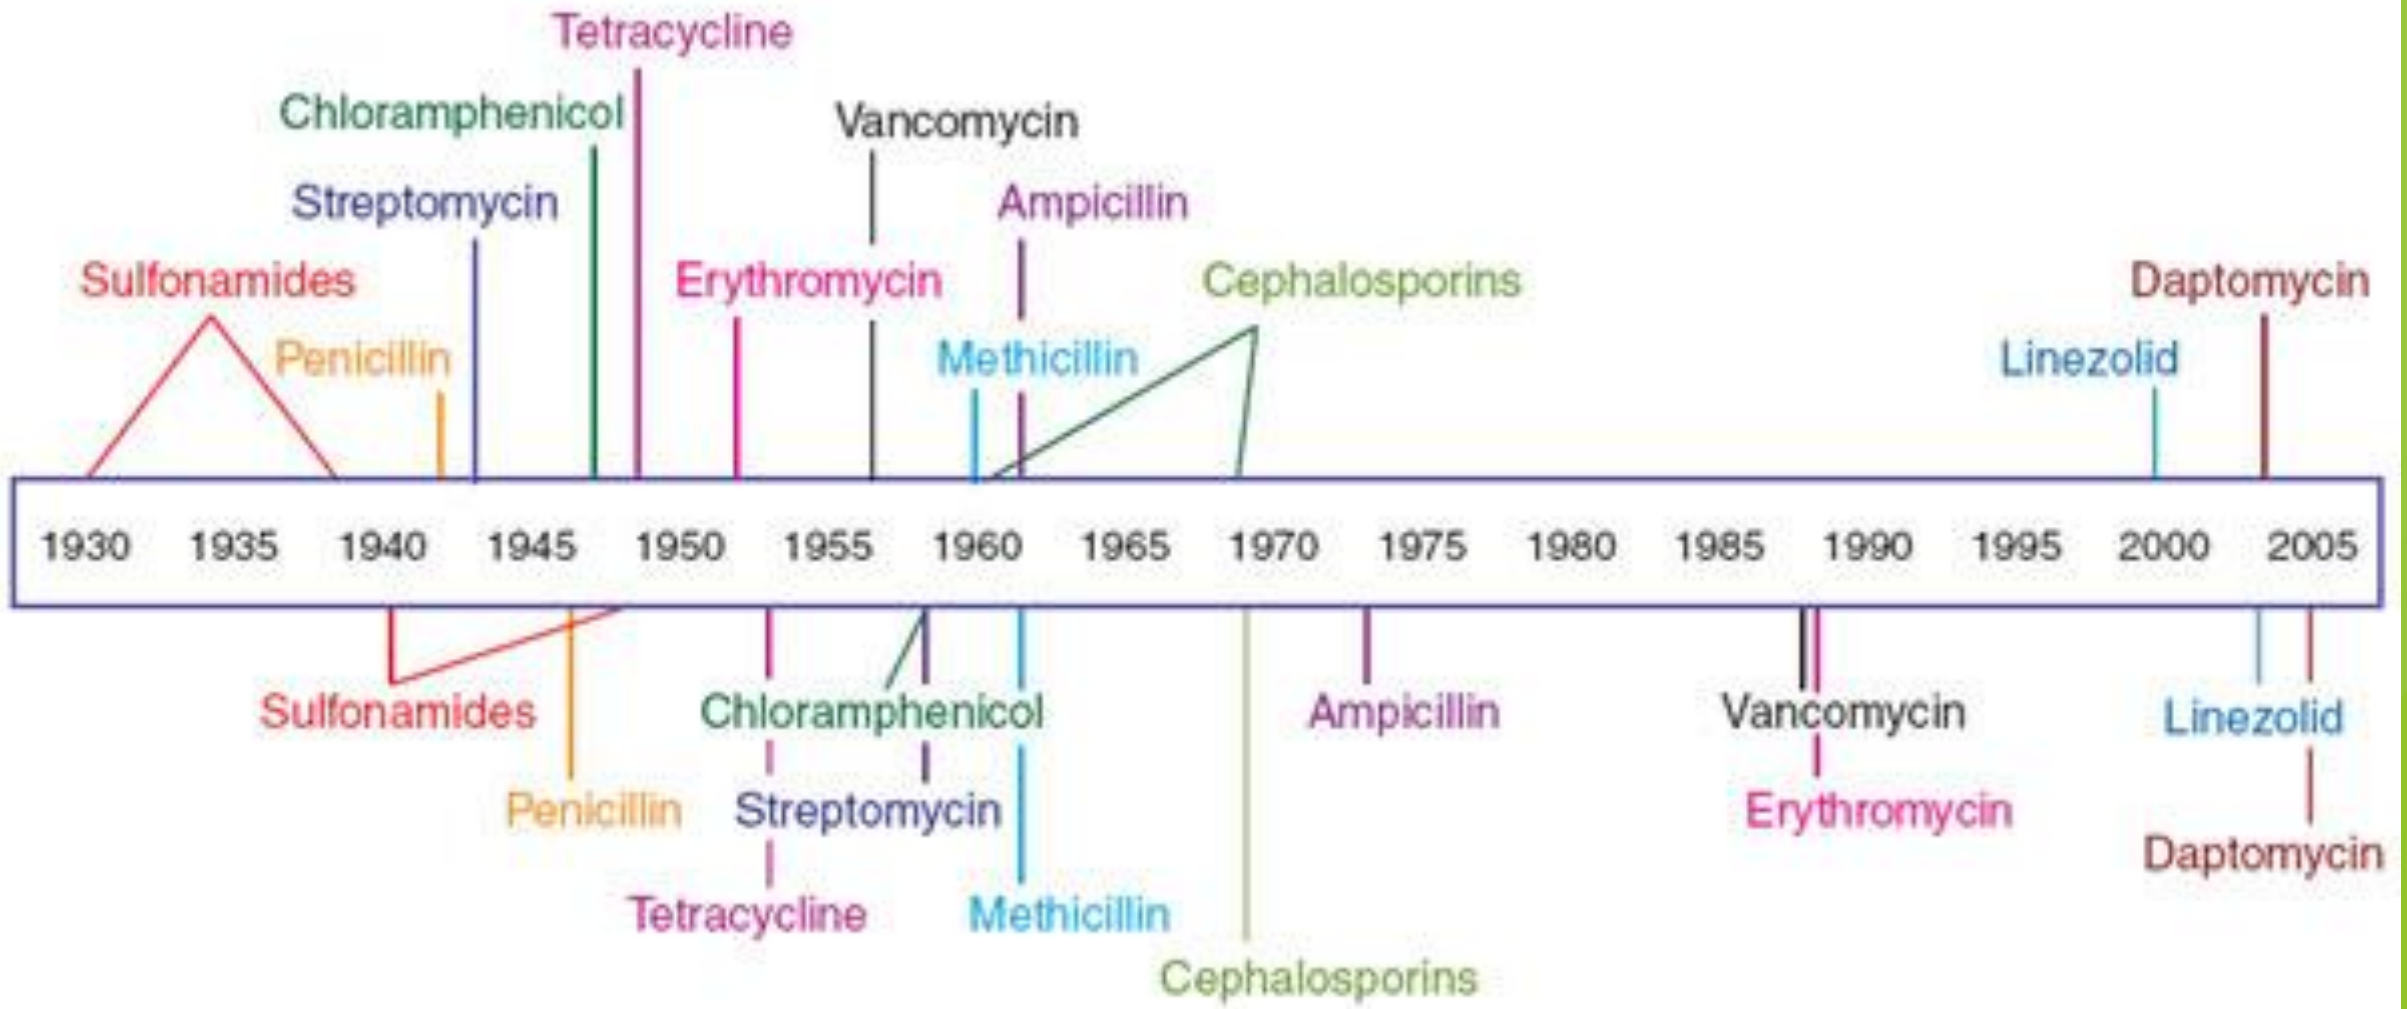 Tetracycline
Chloramphenicol
Vancomycin
Streptomycin
Ampicillin
Sulfonamides
Erythromycin
Cephalosporins
Daptomycin
Penicillin
Methicillin
Linezolid
1930 1935 1940 1945 1950 1955 1960 1965 1970 1975 1980 1985 1990 1995 2000 2005
Sulfonamides
Chloramphenicol
Ampicillin
Vancomycin
Linezolid
Penicillin
Streptomycin
Erythromycin
Daptomycin
Tetracycline
Methicillin
Cephalosporins